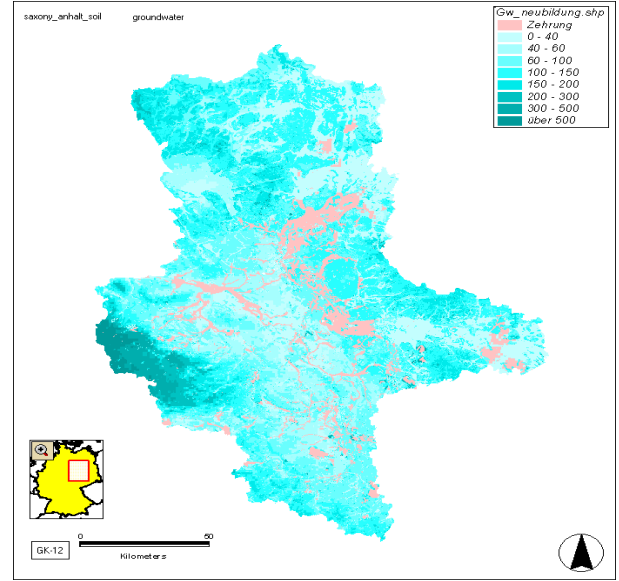 saxony_anhalt_soil groundwater
Gw_neubildung.shp
Zehrung
0 - 40
40 - 60
60 - 100
100 - 150
150 - 200
200 - 300
300 - 500
über 500
GK-12
0 50
Kilometers